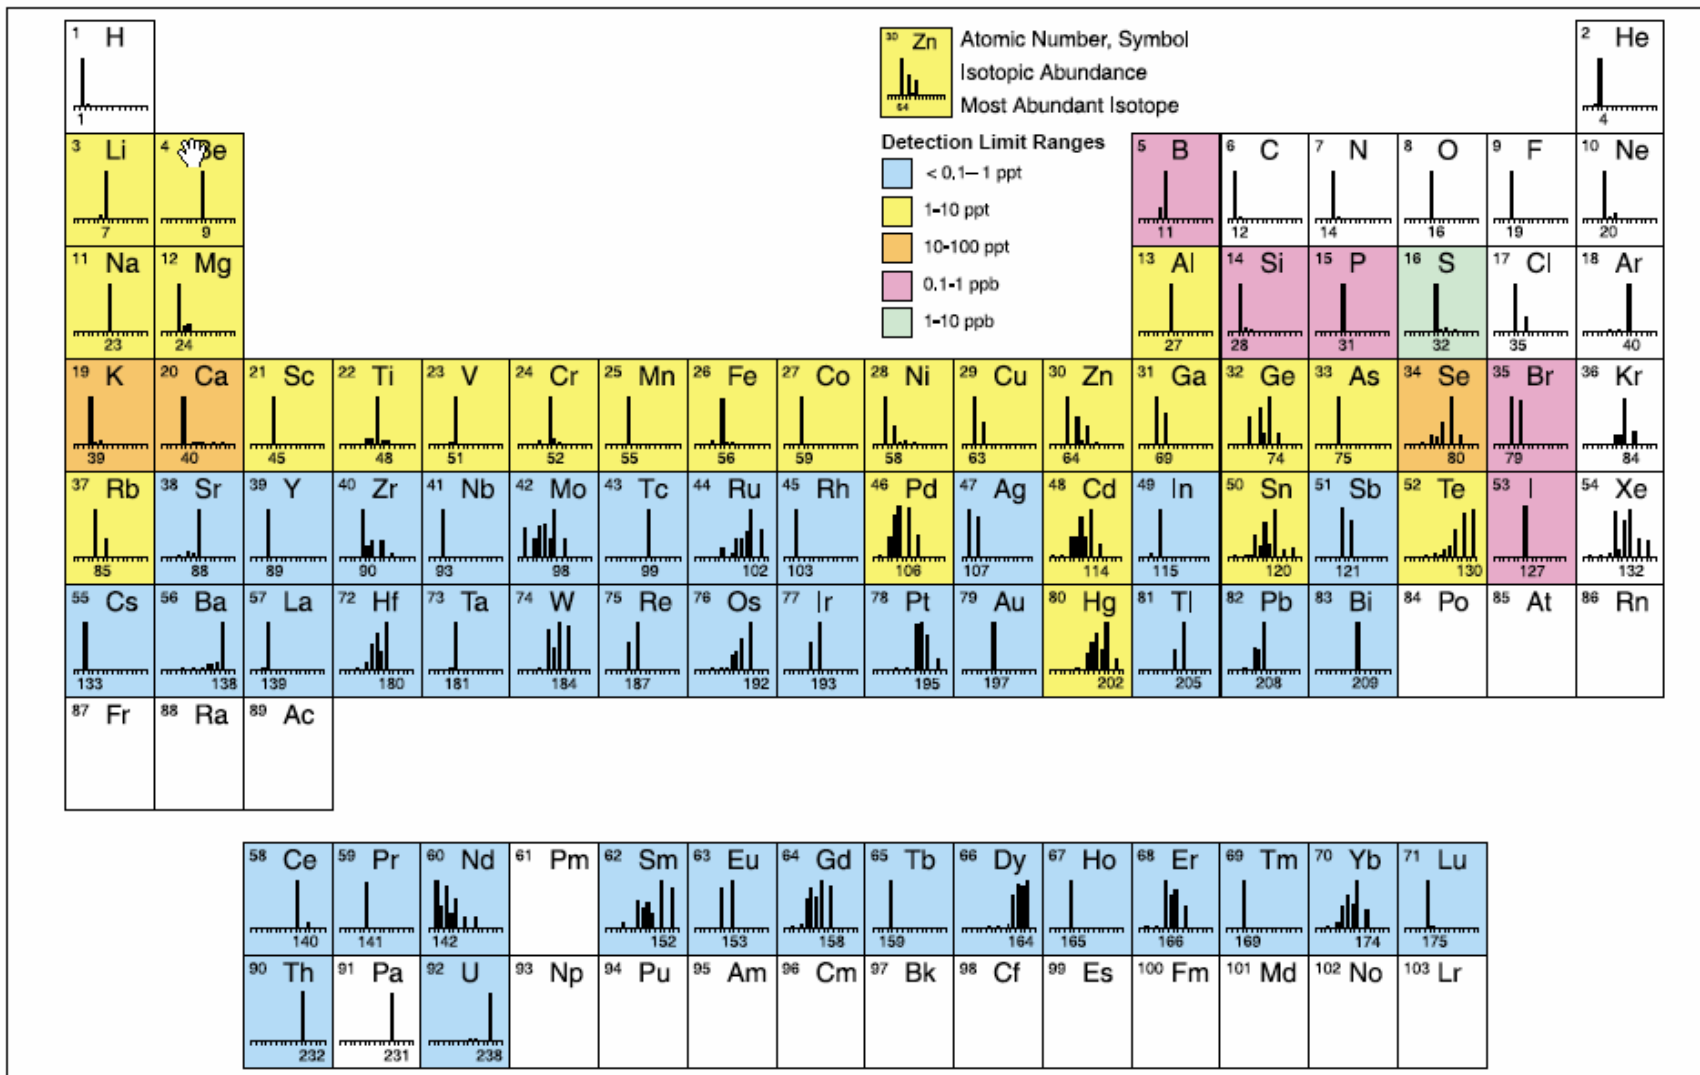 1 H
1
30 Zn
64
Atomic Number, Symbol
Isotopic Abundance
Most Abundant Isotope
2 He
4
Detection Limit Ranges
< 0.1– 1 ppt
1-10 ppt
10-100 ppt
0.1-1 ppb
1-10 ppb
3 Li 4 5 B 6 C 7 N 8 O 9 F 10 Ne
7 9 11 12 14 16 19 20
11 Na 12 Mg 13 Al 14 Si 15 P 16 S 17 Cl 18 Ar
23 24 27 28 31 32 35 40
19 K 20 Ca 21 Sc 22 Ti 23 V 24 Cr 25 Mn 26 Fe 27 Co 28 Ni 29 Cu 30 Zn 31 Ga 32 Ge 33 As 34 Se 35 Br 36 Kr
39 40 45 48 51 52 55 56 59 58 63 64 69 74 75 80 79 84
37 Rb 38 Sr 39 Y 40 Zr 41 Nb 42 Mo 43 Tc 44 Ru 45 Rh 46 Pd 47 Ag 48 Cd 49 In 50 Sn 51 Sb 52 Te 53 I 54 Xe
85 88 89 90 93 98 99 102 103 106 107 114 115 120 121 130 127 132
55 Cs 56 Ba 57 La 72 Hf 73 Ta 74 W 75 Re 76 Os 77 Ir 78 Pt 79 Au 80 Hg 81 Tl 82 Pb 83 Bi 84 Po 85 At 86 Rn
133 138 139 180 181 184 187 192 193 195 197 202 205 208 209
87 Fr 88 Ra 89 Ac
58 Ce 59 Pr 60 Nd 61 Pm 62 Sm 63 Eu 64 Gd 65 Tb 66 Dy 67 Ho 68 Er 69 Tm 70 Yb 71 Lu
140 141 142 152 153 158 159 164 165 166 169 174 175
90 Th 91 Pa 92 U 93 Np 94 Pu 95 Am 96 Cm 97 Bk 98 Cf 99 Es 100 Fm 101 Md 102 No 103 Lr
232 231 238